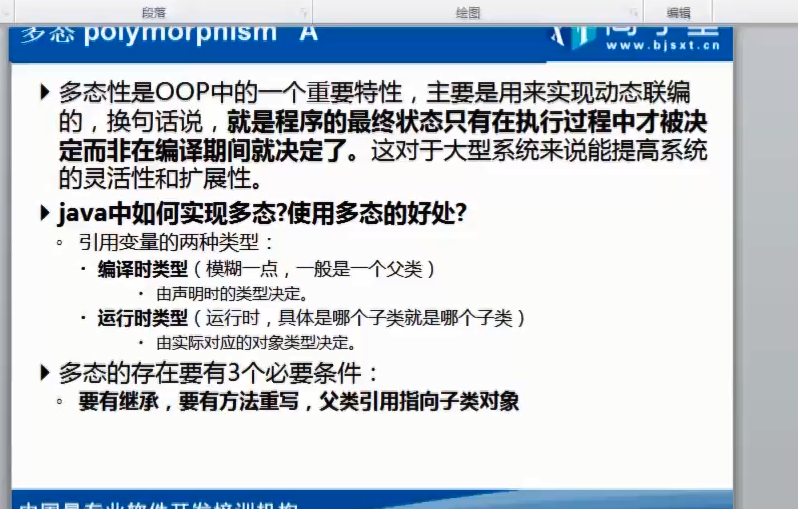 段落 绘图 编辑
多态 polymorphism A
www.bjsxt.cn
多态性是OOP中的一个重要特性，主要是用来实现动态联编
的，换句话说，就是程序的最终状态只有在执行过程中才被决
定而非在编译期间就决定了。这对于大型系统来说能提高系统
的灵活性和扩展性。
java中如何实现多态?使用多态的好处?
引用变量的两种类型：
编译时类型（模糊一点，一般是一个父类）
由声明时的类型决定。
运行时类型（运行时，具体是哪个子类就是哪个子类）
由实际对应的对象类型决定。
多态的存在要有3个必要条件：
要有继承，要有方法重写，父类引用指向子类对象
中国最专业软件开发培训机构